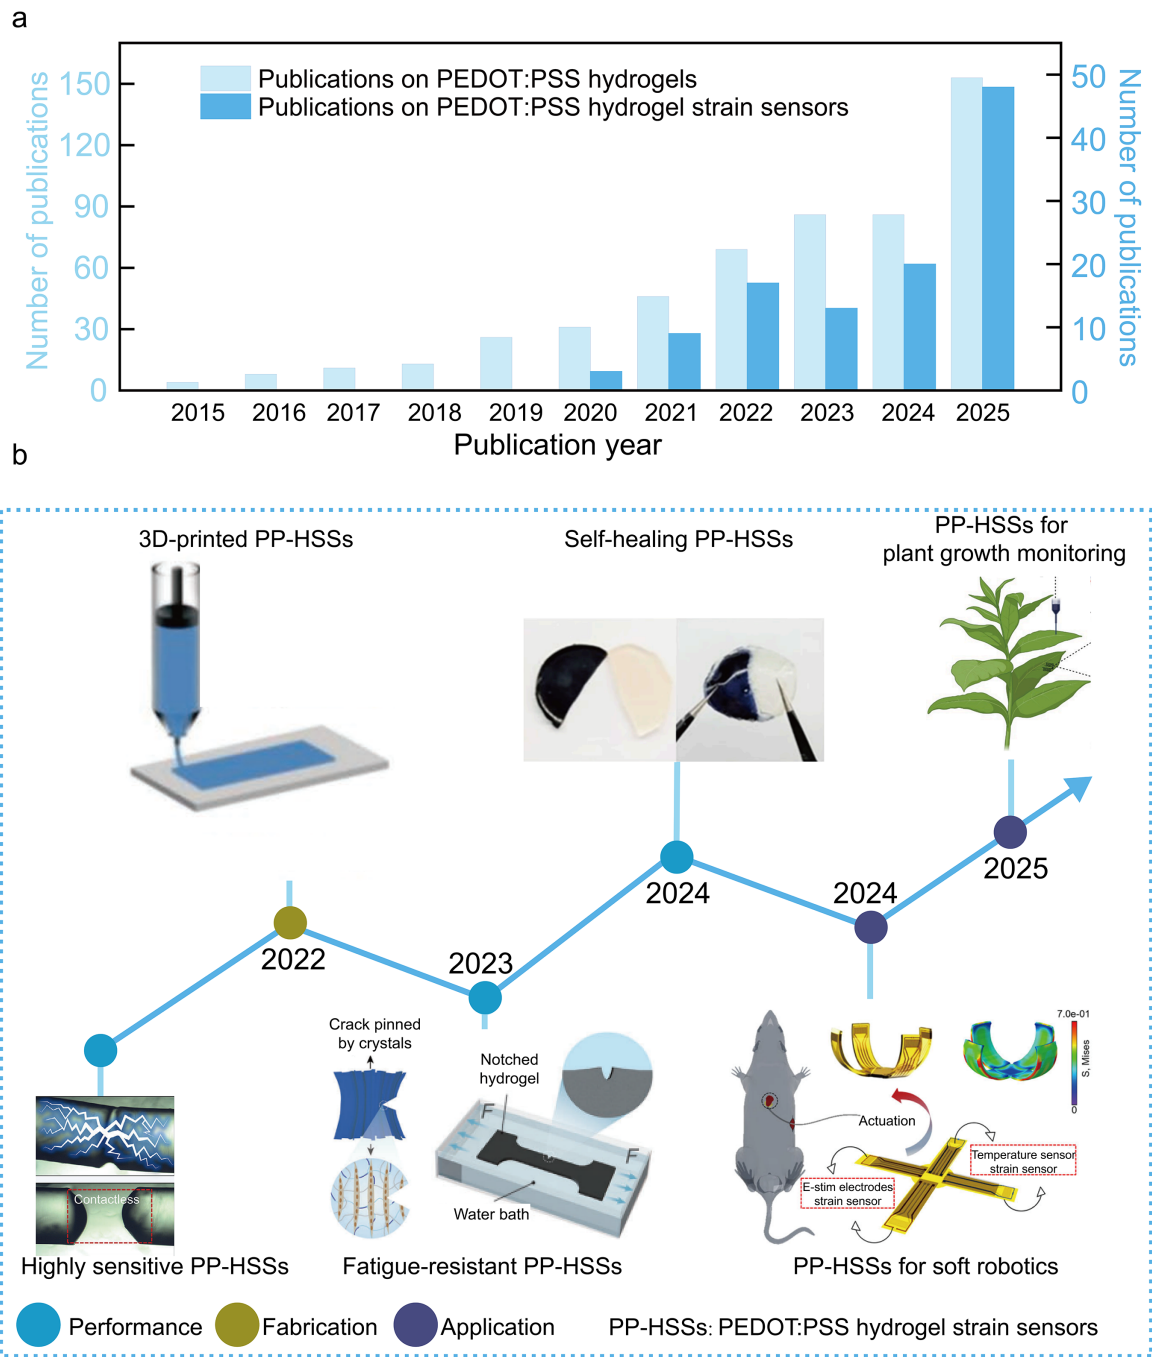 a
Publications on PEDOT:PSS hydrogels
Publications on PEDOT:PSS hydrogel strain sensors
Number of publications
150
120
90
60
30
0
50
40
30
20
10
0
Number of publications
2015 2016 2017 2018 2019 2020 2021 2022 2023 2024 2025
Publication year
b
3D-printed PP-HSSs
Self-healing PP-HSSs
PP-HSSs for
plant growth monitoring
2022
2023
2024
2024
2025
Contactless
Highly sensitive PP-HSSs
Crack pinned
by crystals
Notched
hydrogel
F
F
Water bath
Fatigue-resistant PP-HSSs
7.0e-01
S, Mises
0
Actuation
Temperature sensor
strain sensor
E-stim electrodes
strain sensor
PP-HSSs for soft robotics
Performance
Fabrication
Application
PP-HSSs: PEDOT:PSS hydrogel strain sensors